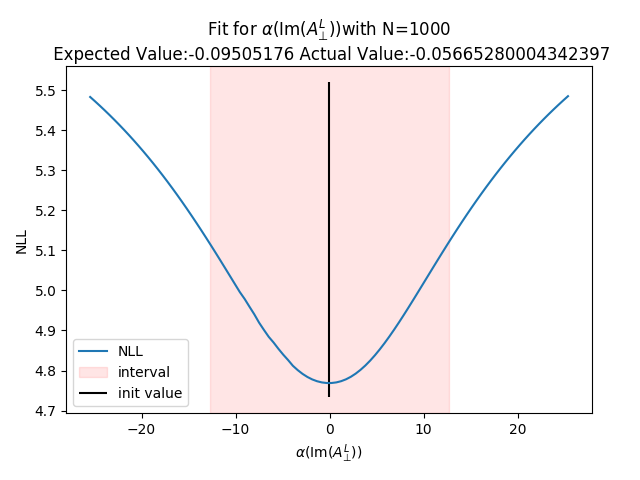 Fit for α(Im(A_⊥^L))with N=1000
Expected Value:-0.09505176 Actual Value:-0.05665280004342397
5.5
5.4
5.3
5.2
5.1
5.0
4.9
4.8
4.7
NLL
NLL
interval
init value
−20 −10 0 10 20
α(Im(A_⊥^L))